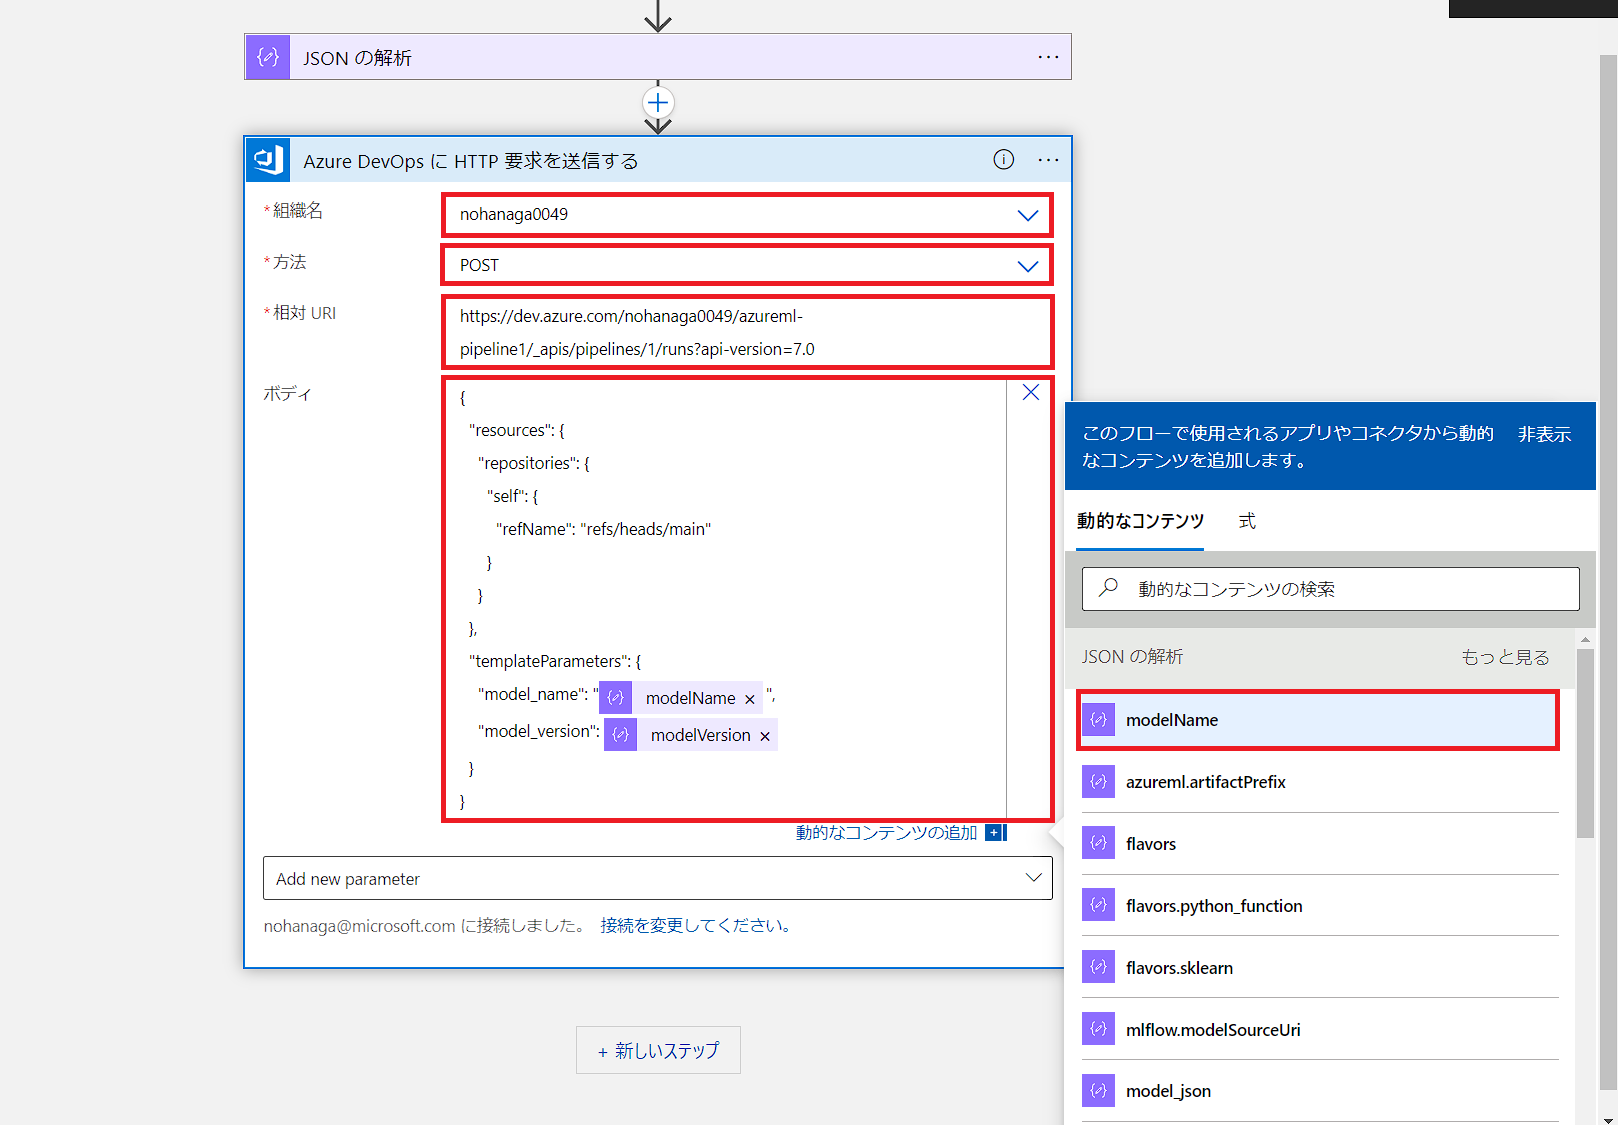 JSON の解析
Azure DevOps に HTTP 要求を送信する
*組織名
nohanaga0049
*方法
POST
*相対 URI
https://dev.azure.com/nohanaga0049/azureml-
pipeline1/_apis/pipelines/1/runs?api-version=7.0
ボディ
{
"resources": {
"repositories": {
"self": {
"refName": "refs/heads/main"
}
}
},
"templateParameters": {
"model_name": " modelName × ",
"model_version": modelVersion ×
}
}
動的なコンテンツの追加
Add new parameter
nohanaga@microsoft.com に接続しました。 接続を変更してください。
+ 新しいステップ
このフローで使用されるアプリやコネクタから動的
なコンテンツを追加します。
非表示
動的なコンテンツ 式
動的なコンテンツの検索
JSON の解析 もっと見る
modelName
azureml.artifactPrefix
flavors
flavors.python_function
flavors.sklearn
mlflow.modelSourceUri
model_json